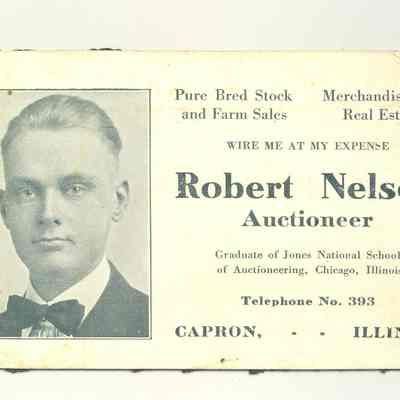 Pure Bred Stock Merchandis
and Farm Sales Real Est
WIRE ME AT MY EXPENSE
Robert Nels
Auctioneer
Graduate of Jones National School
of Auctioneering, Chicago, Illinois
Telephone No. 393
CAPRON, - - ILLIN